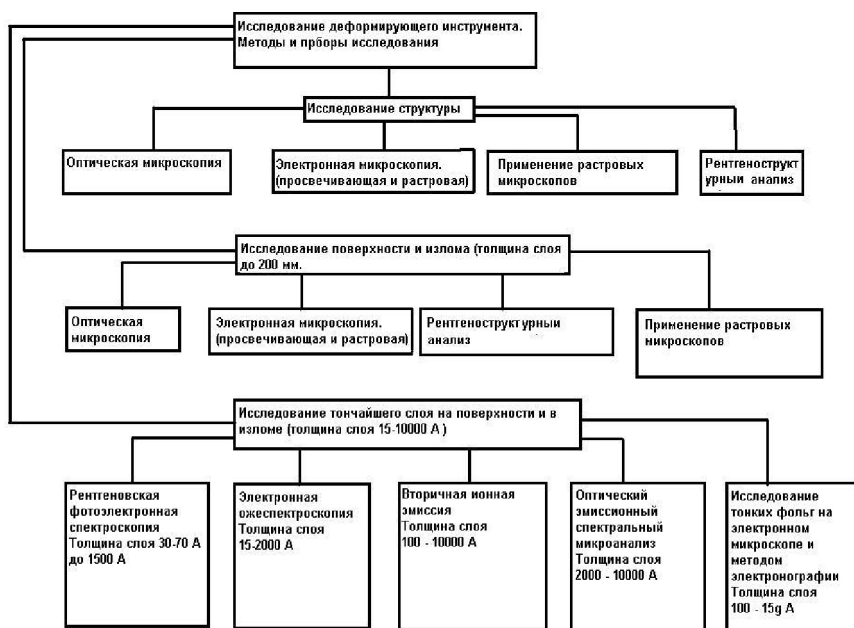 Исследование деформирующего инструмента.
Методы и прборы исследования
Исследование структуры
Оптическая микроскопия
Электронная микроскопия.
(просвечивающая и растровая)
Применение растровых
микроскопов
Рентгенострукт
урный анализ
Исследование поверхности и излома (толщина слоя
до 200 мм.
Оптическая
микроскопия
Электронная микроскопия.
(просвечивающая и растровая)
Рентгеноструктурный
анализ
Применение растровых
микроскопов
Исследование тончайшего слоя на поверхности и в
изломе (толщина слоя 15-10000 А )
Рентгеновская
фотоэлектронная
спектроскопия
Толщина слоя 30-70 А
до 1500 А
Электронная
ожеспектроскопия
Толщина слоя
15-2000 А
Вторичная ионная
эмиссия
Толщина слоя
100 - 10000 А
Оптический
эмиссионный
спектральный
микроанализ
Толщина слоя
2000 - 10000 А
Исследование
тонких фольг на
электронном
микроскопе и
методом
электронографии
Толщина слоя
100 - 15g А